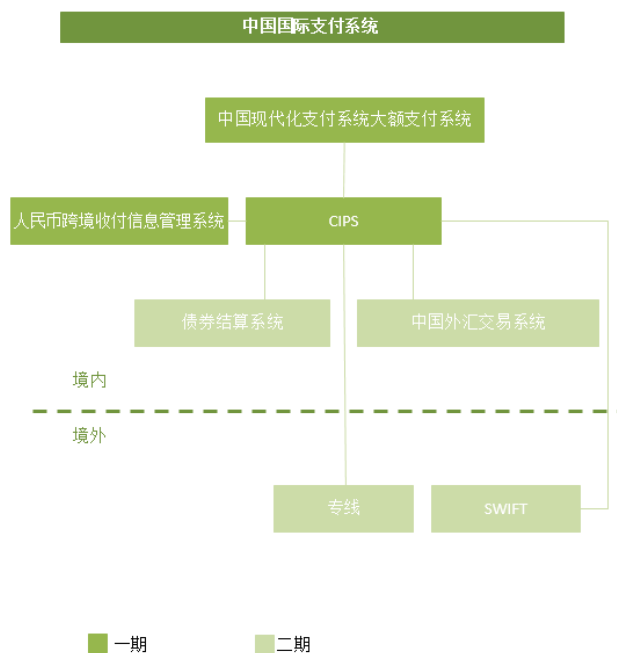 中国国际支付系统
中国现代化支付系统大额支付系统
人民币跨境收付信息管理系统
CIPS
债券结算系统
中国外汇交易系统
境内
境外
专线
SWIFT
一期
二期